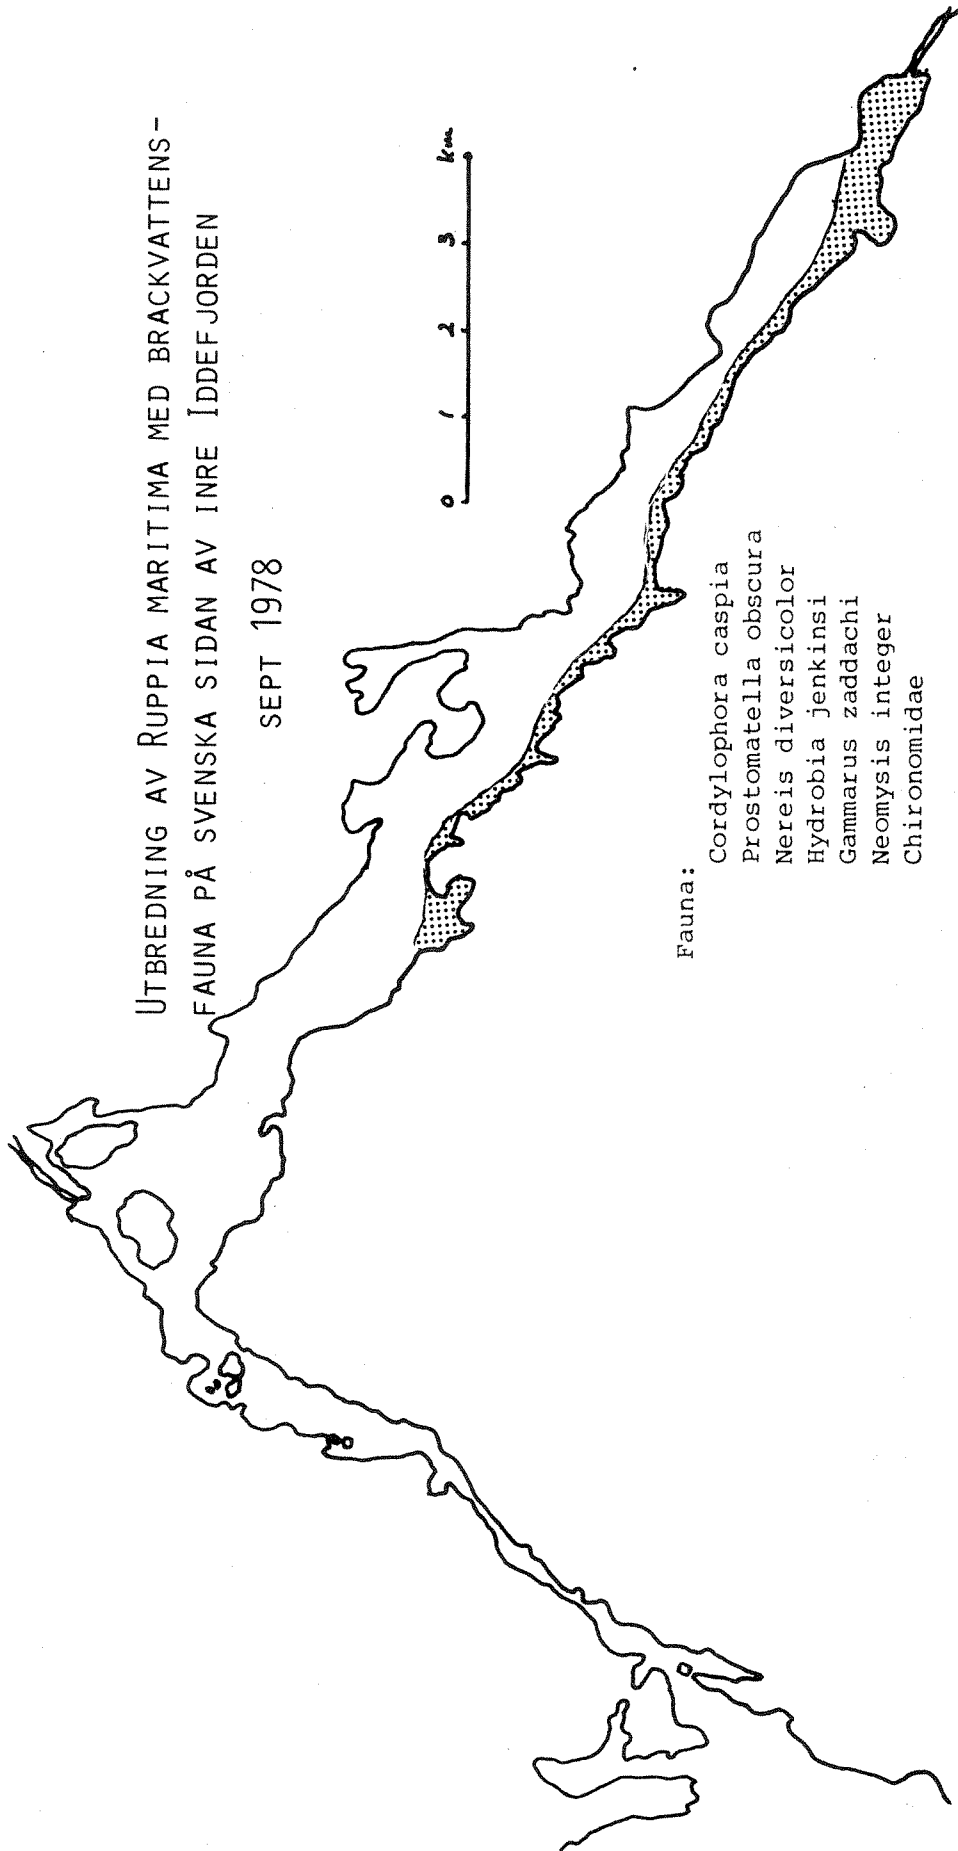 UTBREDNING AV RUPPIA MARITIMA MED BRACKVATTENS-
FAUNA PÅ SVENSKA SIDAN AV INRE IDDEFJORDEN
SEPT 1978
0 1 2 3 km
Fauna:
Cordylophora caspia
Prostomatella obscura
Nereis diversicolor
Hydrobia jenkinsi
Gammarus zaddachi
Neomysis integer
Chironomidae